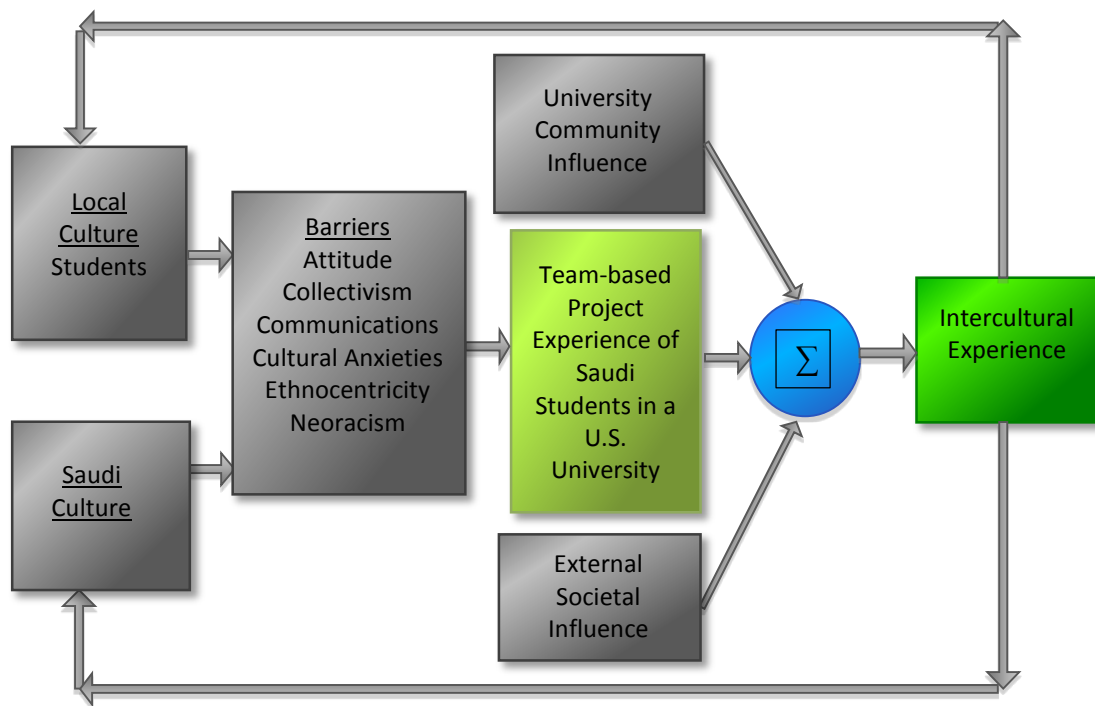 Local
Culture
Students
Saudi
Culture
Barriers
Attitude
Collectivism
Communications
Cultural Anxieties
Ethnocentricity
Neoracism
University
Community
Influence
Team-based
Project
Experience of
Saudi
Students in a
U.S.
University
External
Societal
Influence
∑
Intercultural
Experience